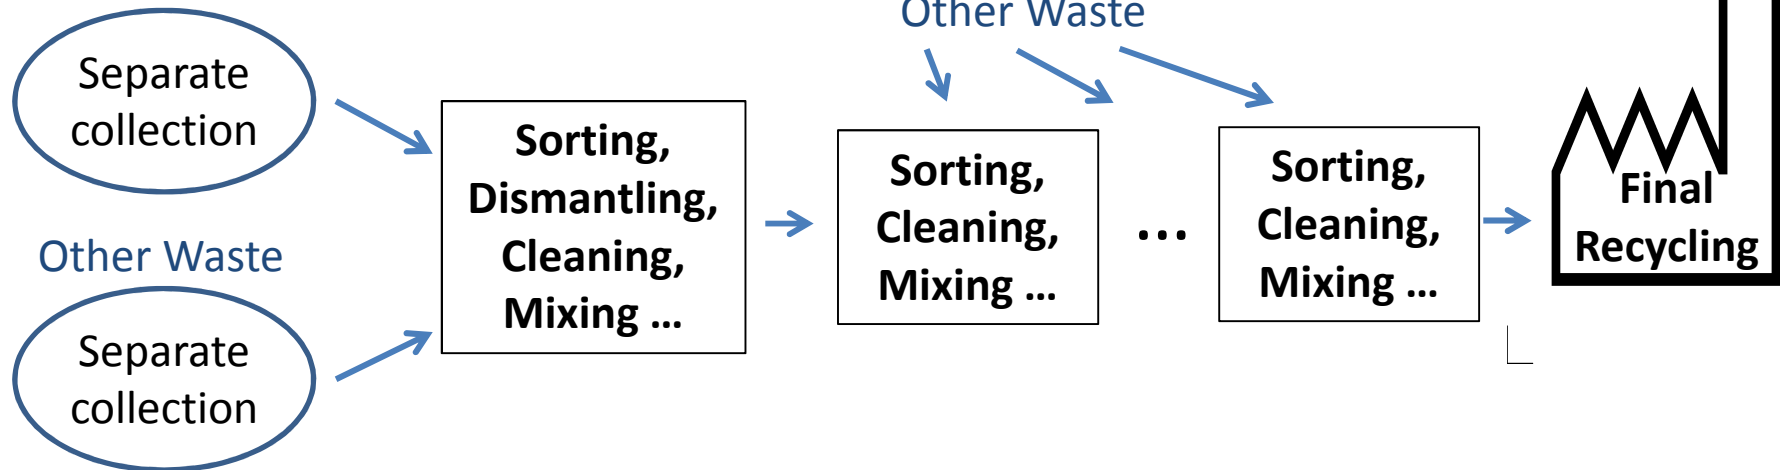 Other Waste
Separate
collection
Other Waste
Separate
collection
Sorting,
Dismantling,
Cleaning,
Mixing ...
Sorting,
Cleaning,
Mixing ...
...
Sorting,
Cleaning,
Mixing ...
Final
Recycling